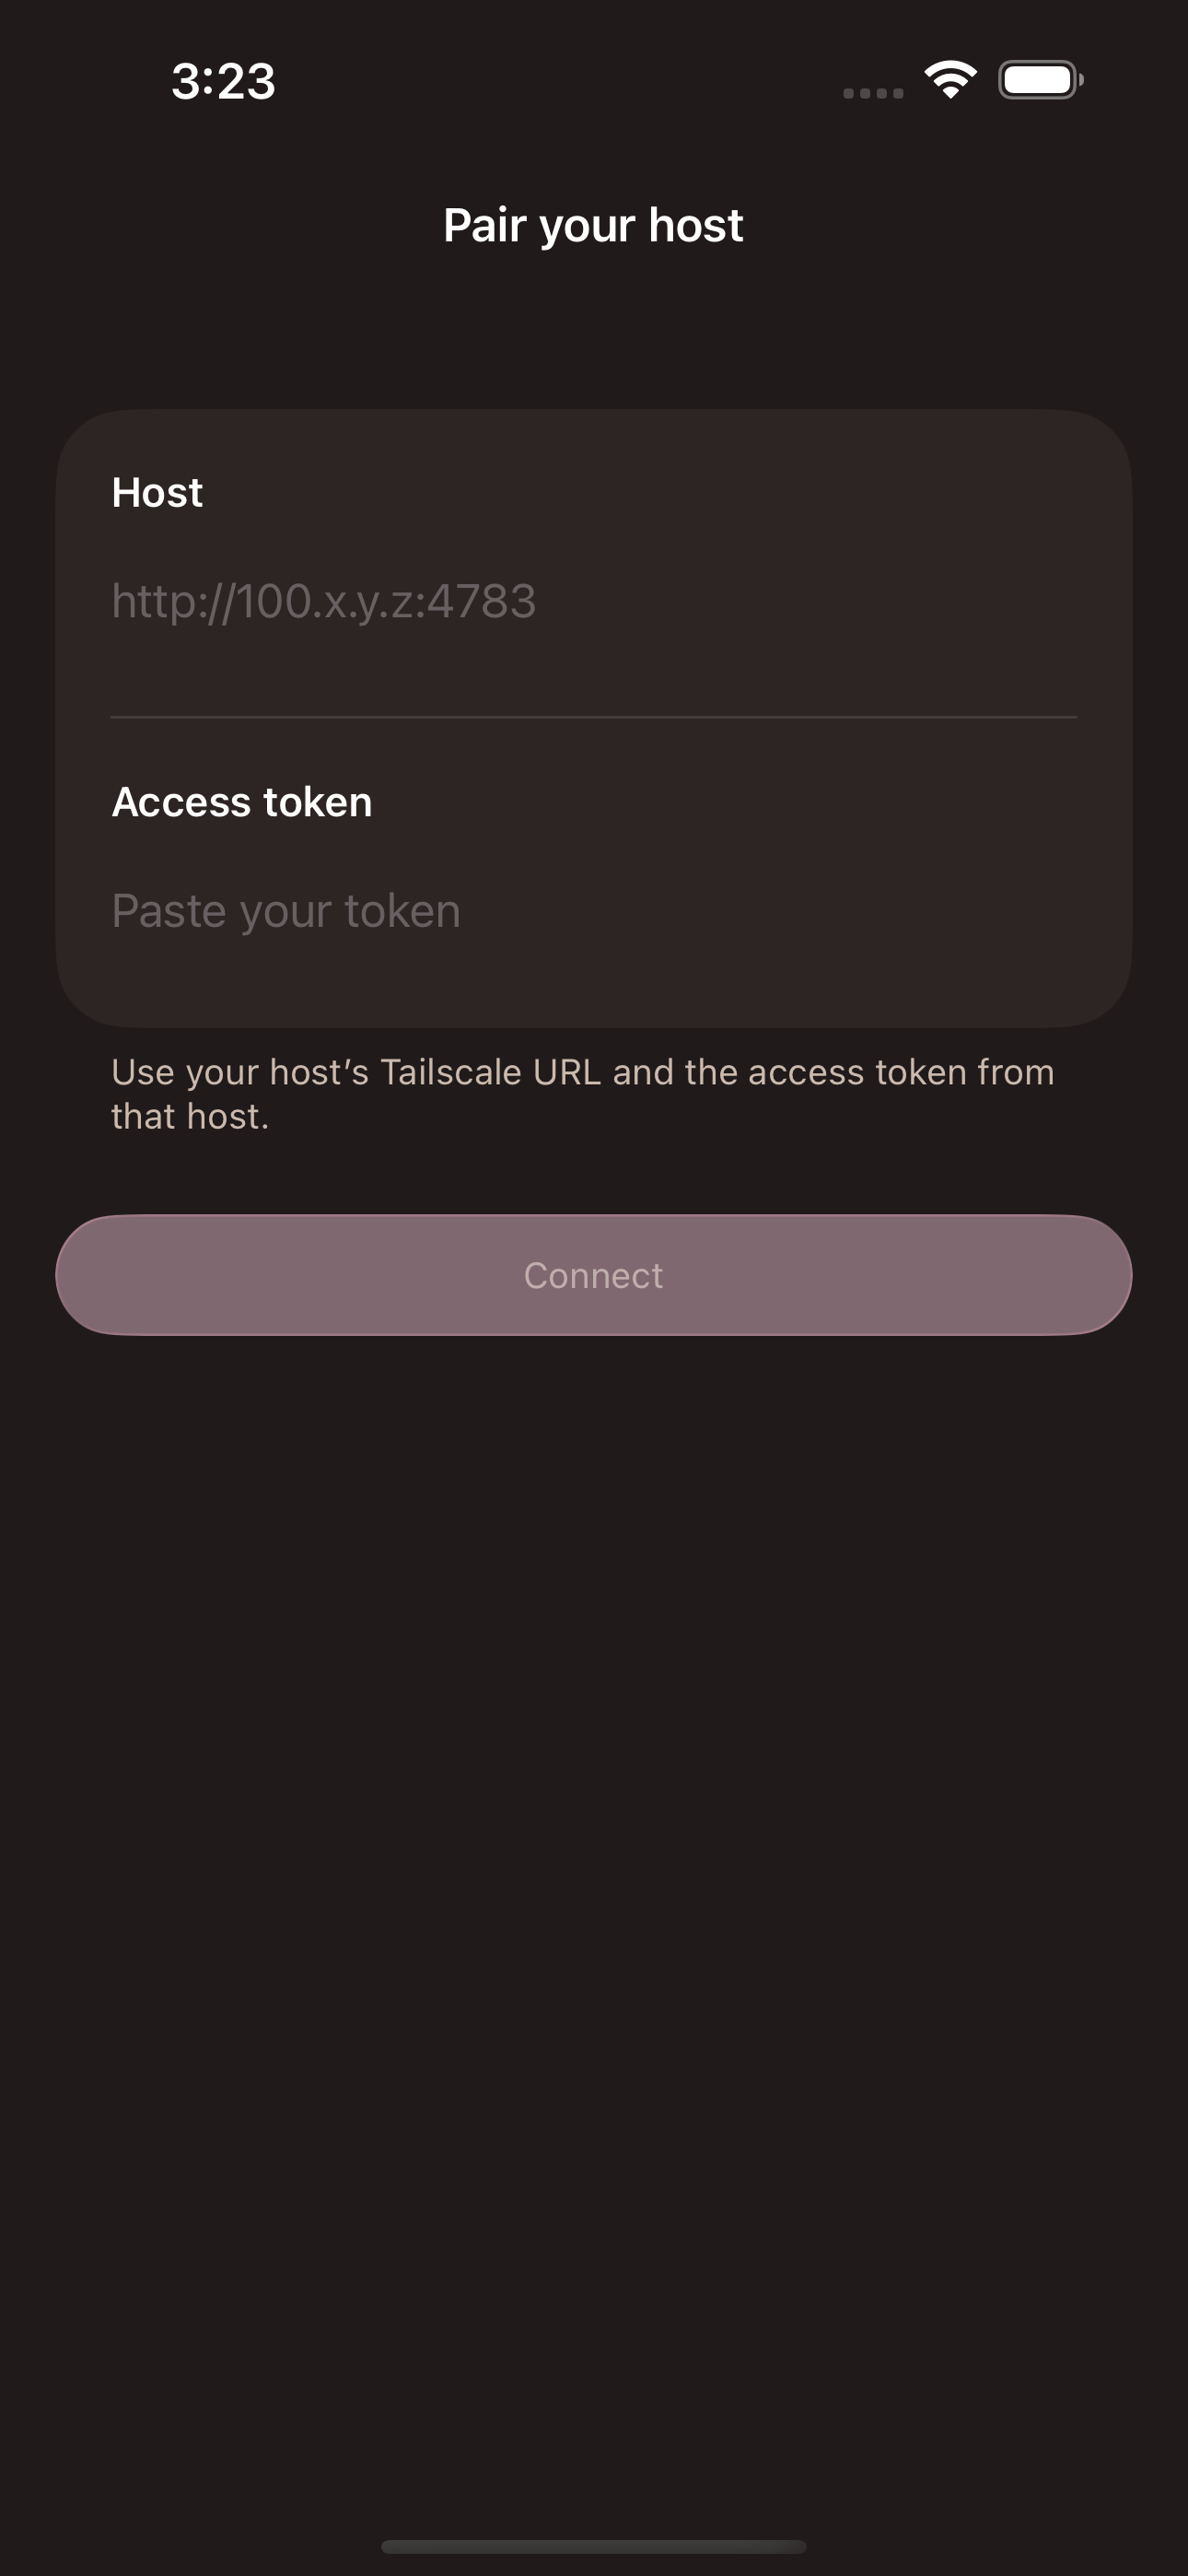 3:23
Pair your host
Host
http://100.x.y.z:4783
Access token
Paste your token
Use your host’s Tailscale URL and the access token from
that host.
Connect